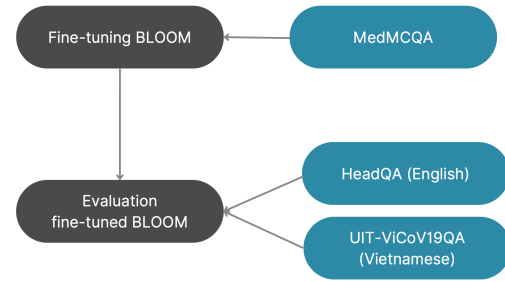 Fine-tuning BLOOM
MedMCQA
HeadQA (English)
Evaluation
fine-tuned BLOOM
UIT-ViCoV19QA
(Vietnamese)